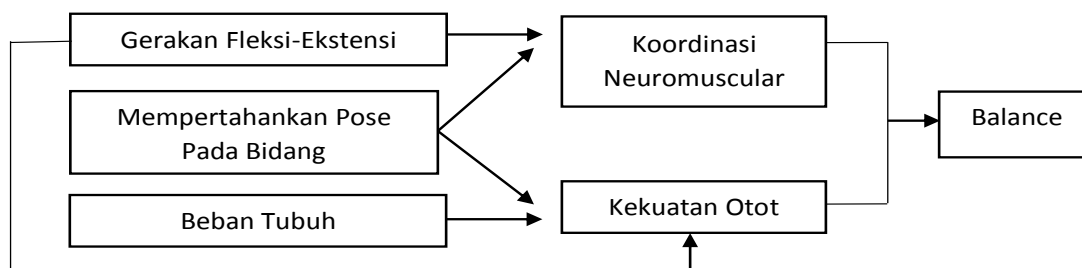 Gerakan Fleksi-Ekstensi
Mempertahankan Pose
Pada Bidang
Beban Tubuh
Koordinasi
Neuromuscular
Kekuatan Otot
Balance